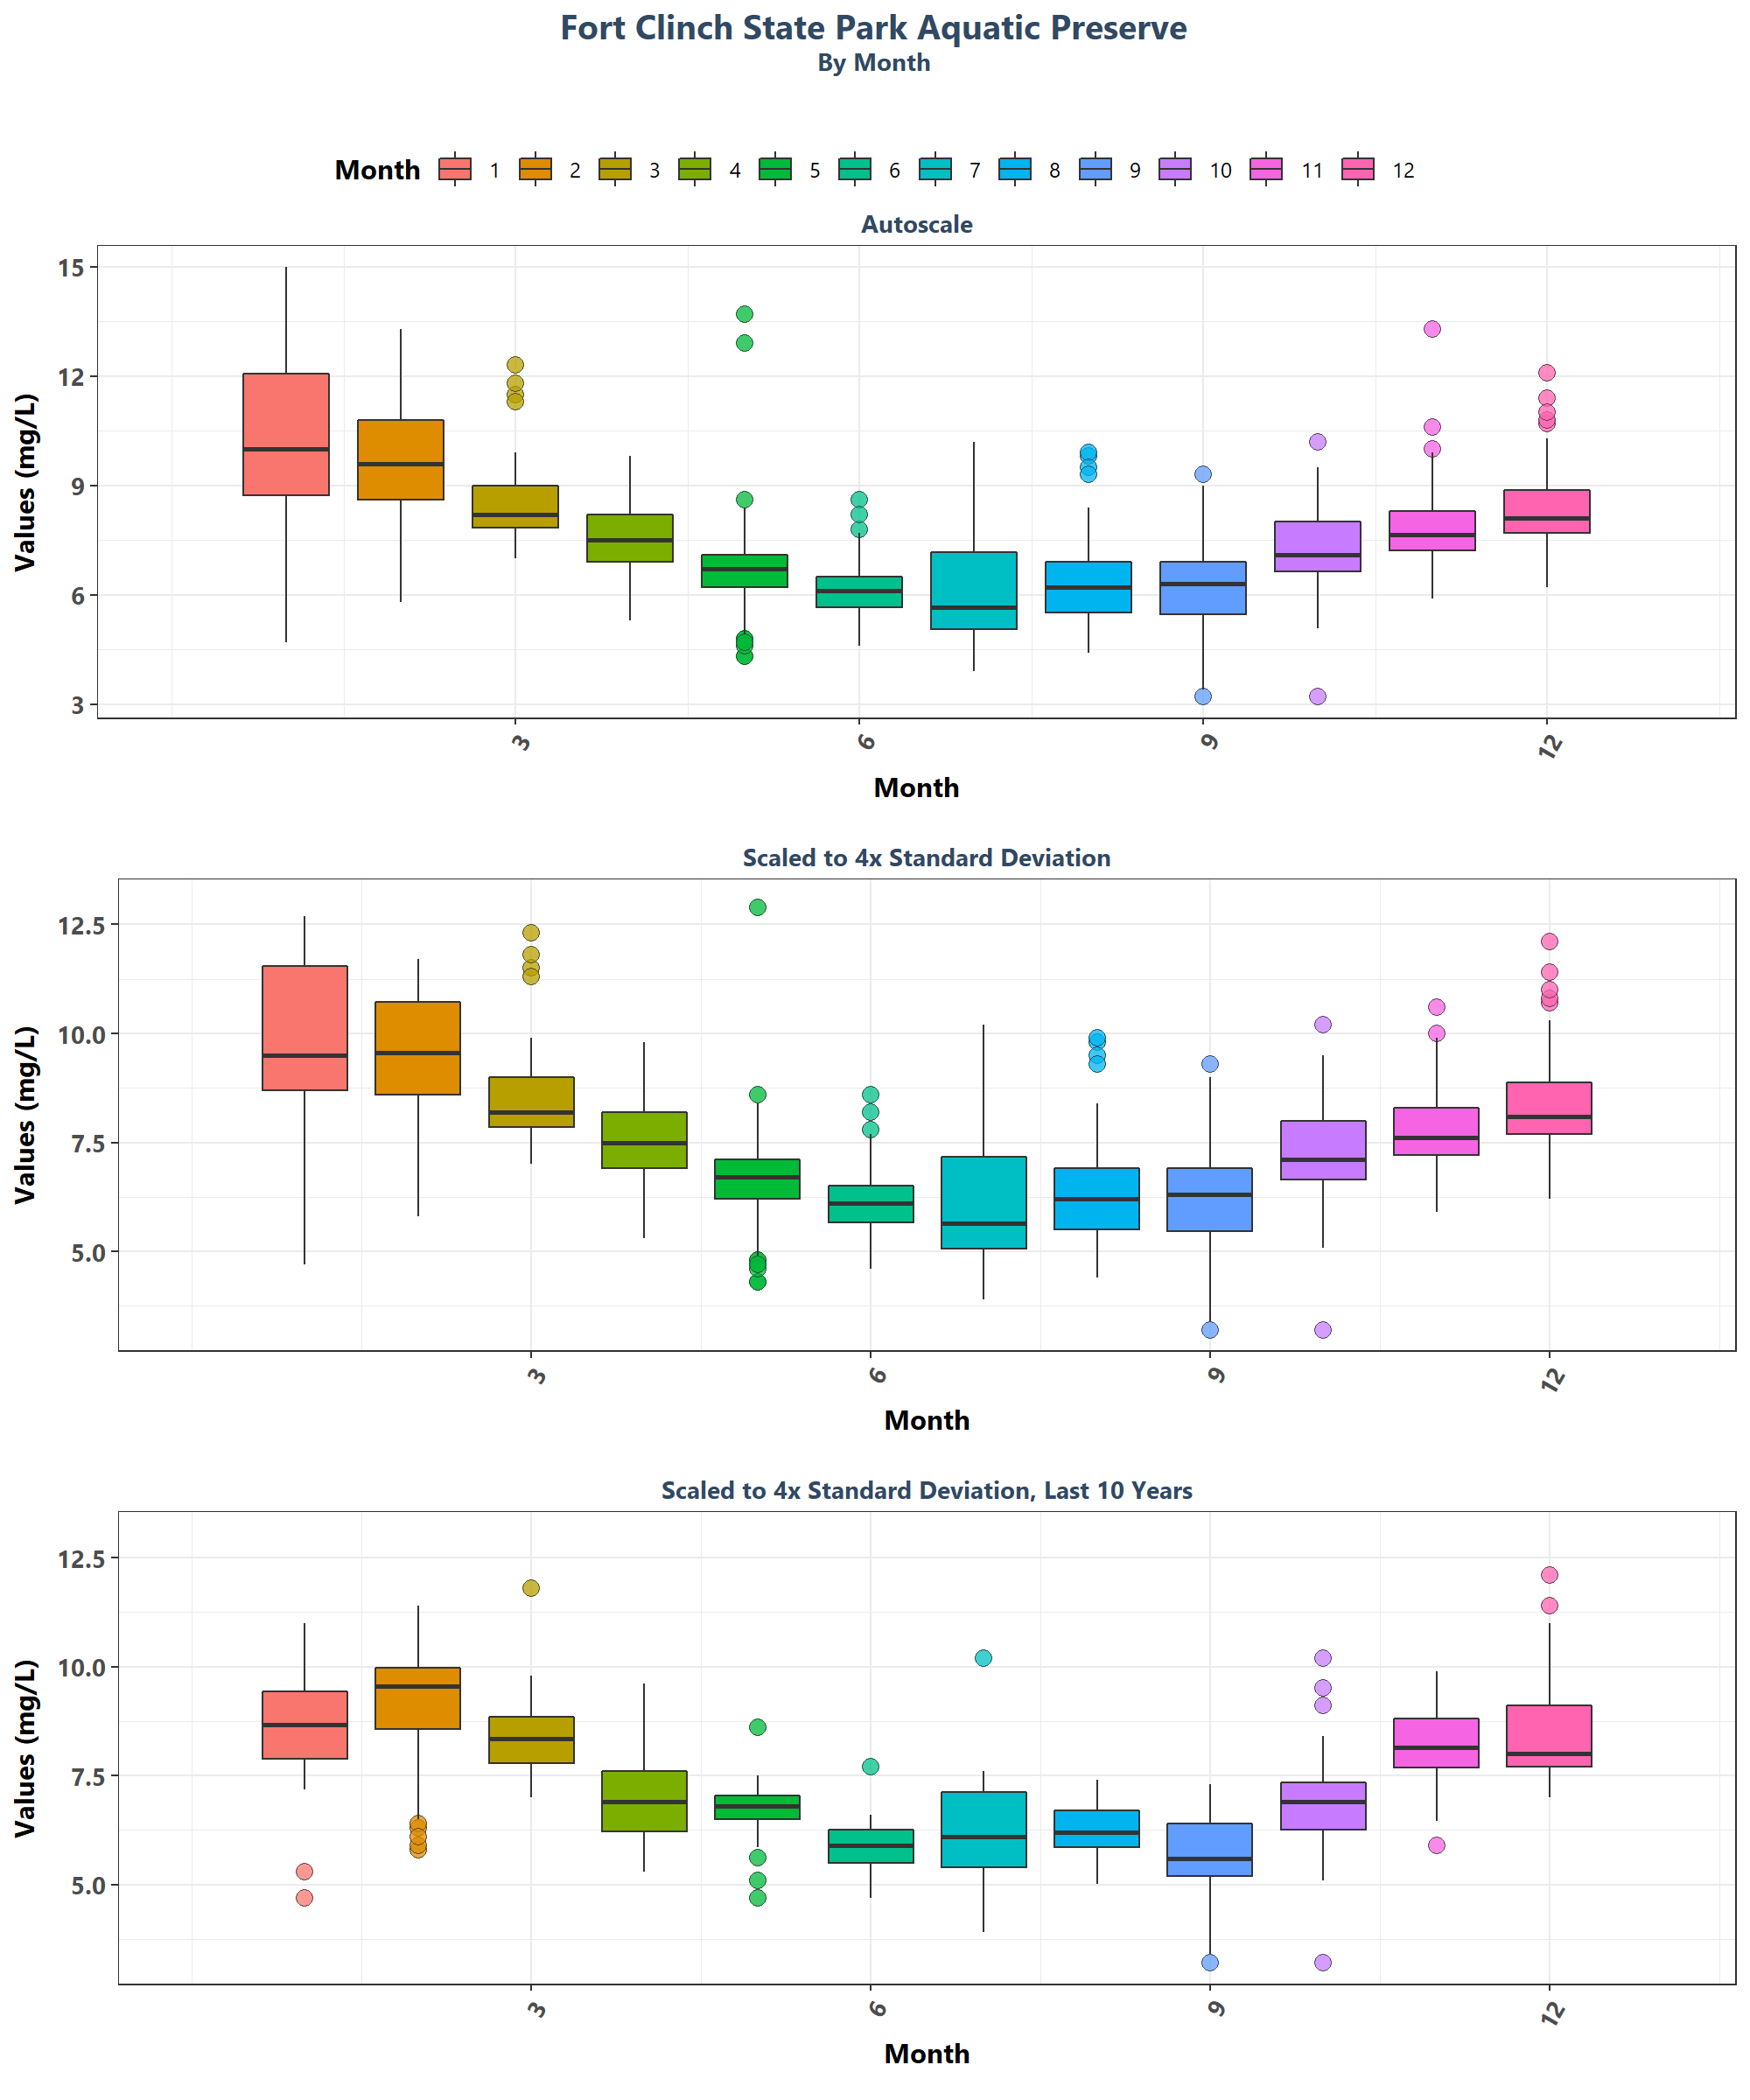 Fort Clinch State Park Aquatic Preserve
By Month
Month 1 2 3 4 5 6 7 8 9 10 11 12
Autoscale
Values (mg/L)
15
12
9
6
3
3 6 9 12
Month
Scaled to 4x Standard Deviation
Values (mg/L)
12.5
10.0
7.5
5.0
3 6 9 12
Month
Scaled to 4x Standard Deviation, Last 10 Years
Values (mg/L)
12.5
10.0
7.5
5.0
3 6 9 12
Month